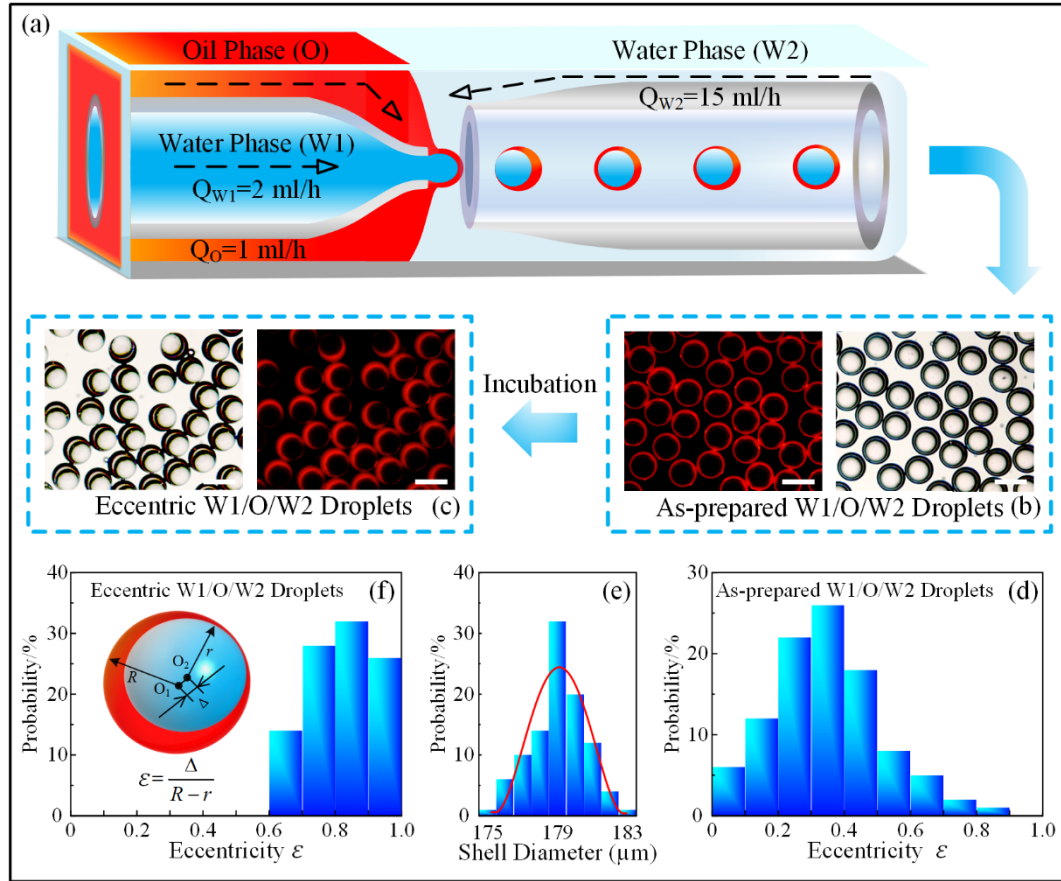 (a)
Oil Phase (O)
Water Phase (W2)
Q_W2=15 ml/h
Water Phase (W1)
Q_W1=2 ml/h
Q_O=1 ml/h
Incubation
Eccentric W1/O/W2 Droplets (c)
As-prepared W1/O/W2 Droplets (b)
Eccentric W1/O/W2 Droplets (f)
Probability/%
40
30
20
10
0
0
0.2
0.4
0.6
0.8
1.0
Eccentricity ε
R
r
O₁
O₂
Δ
ε=Δ/(R−r)
(e)
Probability/%
40
30
20
10
0
175
179
183
Shell Diameter (μm)
As-prepared W1/O/W2 Droplets (d)
Probability/%
30
20
10
0
0
0.2
0.4
0.6
0.8
1.0
Eccentricity ε